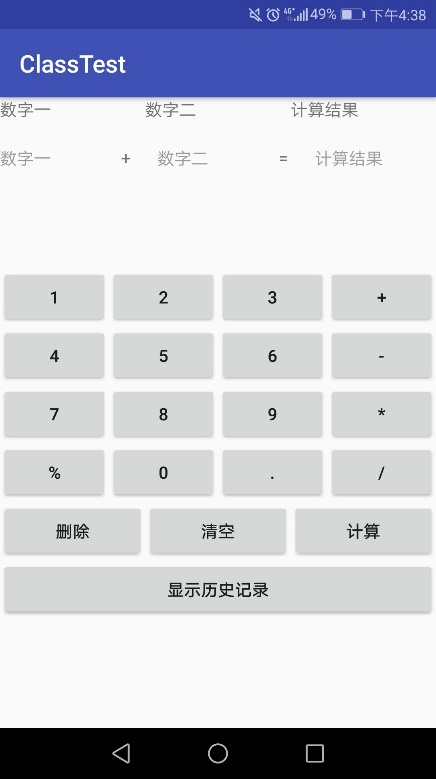 4G 49% 下午4:38
ClassTest
数字一 数字二 计算结果
数字一 + 数字二 = 计算结果
1 2 3 +
4 5 6 -
7 8 9 *
% 0 . /
删除 清空 计算
显示历史记录